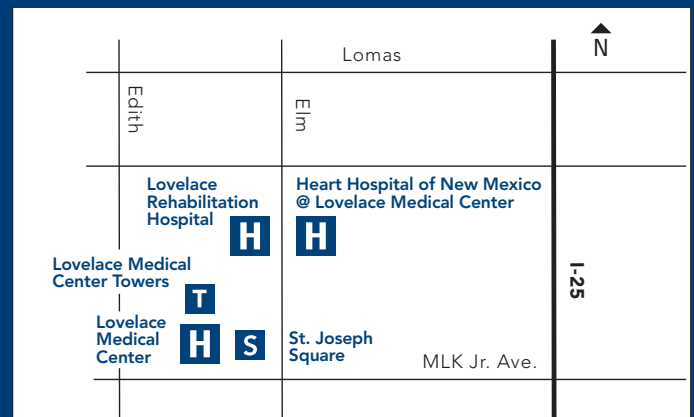 N
Lomas
Edith
Elm
Lovelace
Rehabilitation
Hospital
H
Heart Hospital of New Mexico
@ Lovelace Medical Center
H
I-25
Lovelace Medical
Center Towers
T
Lovelace
Medical
Center
H
S
St. Joseph
Square
MLK Jr. Ave.